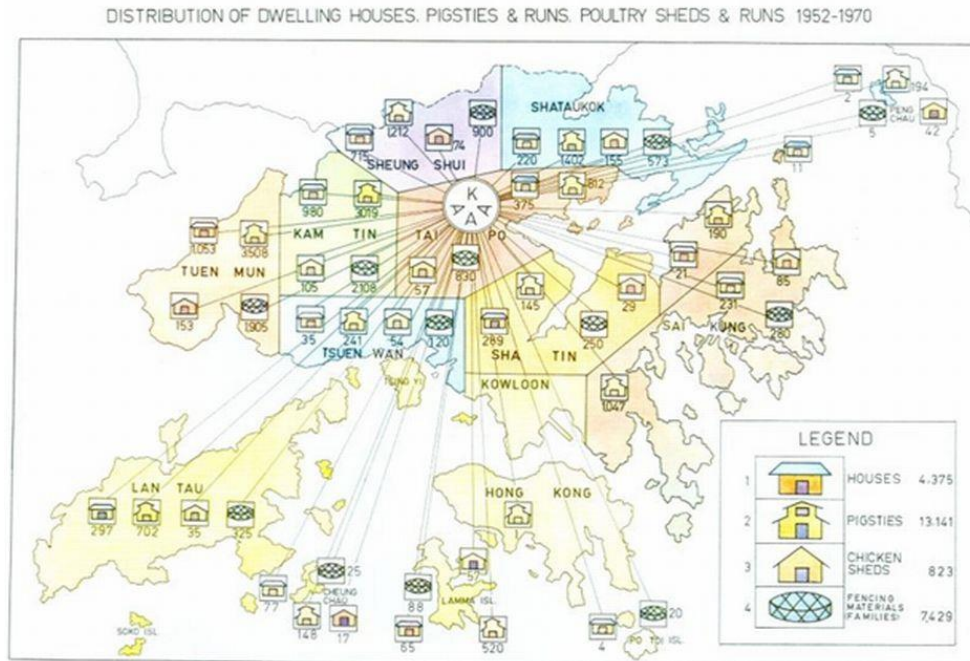 DISTRIBUTION OF DWELLING HOUSES. PIGSTIES & RUNS. POULTRY SHEDS & RUNS 1952-1970
2
194
5
PENG CHAU
42
11
1212
900
715
74
SHEUNG SHUI
SHATAUKOK
220
1402
155
573
K
A
375
812
980
3019
KAM TIN
TAI PO
1053
3508
TUEN MUN
105
2108
57
830
153
1905
190
21
85
231
280
SAI KUNG
145
29
35
241
54
120
289
250
TSUEN WAN
SHA TIN
TSING YI
KOWLOON
1047
LAN TAU
297
702
35
325
HONG KONG
25
CHEUNG CHAU
77
148
17
88
57
LAMMA ISL.
65
520
4
20
PO TOI ISL.
SOKO ISL.
LEGEND
1 HOUSES 4,375
2 PIGSTIES 13,141
3 CHICKEN SHEDS 823
4 FENCING MATERIALS (FAMILIES) 7,429